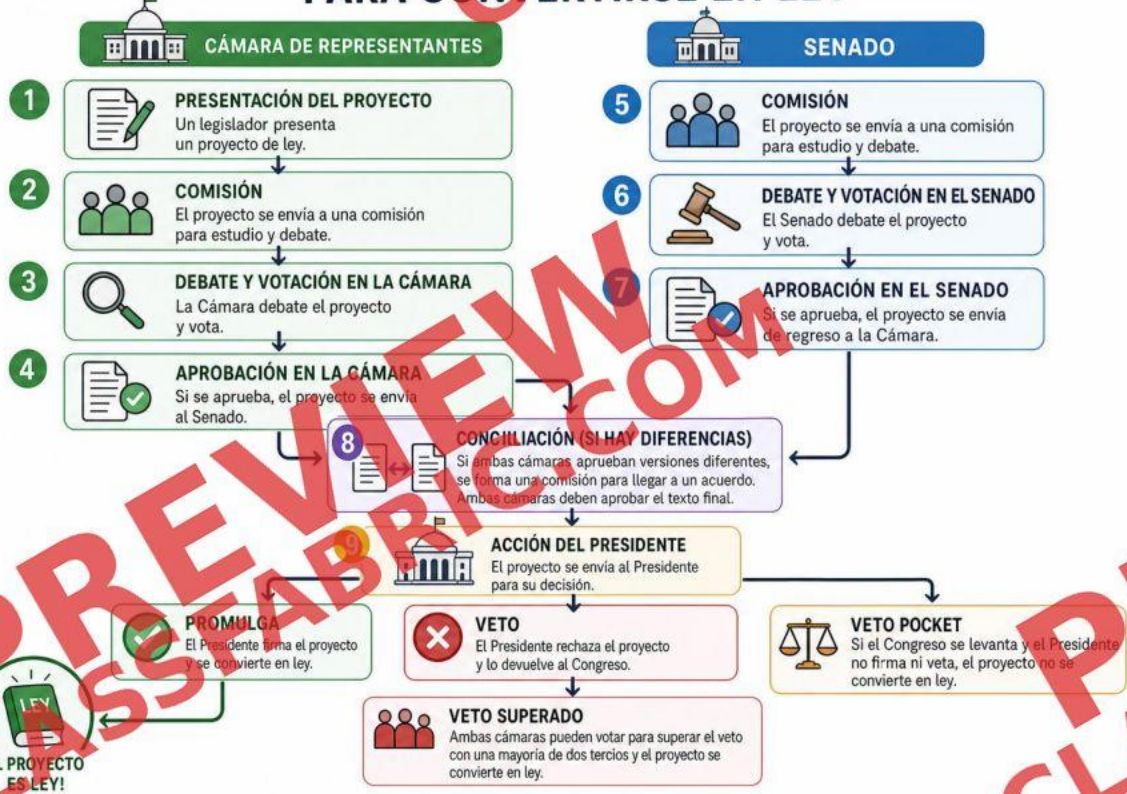 PARA CONVERTIRSE EN LEY
CÁMARA DE REPRESENTANTES
1
PRESENTACIÓN DEL PROYECTO
Un legislador presenta
un proyecto de ley.
2
COMISIÓN
El proyecto se envía a una comisión
para estudio y debate.
3
DEBATE Y VOTACIÓN EN LA CÁMARA
La Cámara debate el proyecto
y vota.
4
APROBACIÓN EN LA CÁMARA
Si se aprueba, el proyecto se envía
al Senado.
SENADO
5
COMISIÓN
El proyecto se envía a una comisión
para estudio y debate.
6
DEBATE Y VOTACIÓN EN EL SENADO
El Senado debate el proyecto
y vota.
7
APROBACIÓN EN EL SENADO
Si se aprueba, el proyecto se envía
de regreso a la Cámara.
8
CONCILIACIÓN (SI HAY DIFERENCIAS)
Si ambas cámaras aprueban versiones diferentes,
se forma una comisión para llegar a un acuerdo.
Ambas cámaras deben aprobar el texto final.
9
ACCIÓN DEL PRESIDENTE
El proyecto se envía al Presidente
para su decisión.
PROMULGA
El Presidente firma el proyecto
y se convierte en ley.
VETO
El Presidente rechaza el proyecto
y lo devuelve al Congreso.
VETO POCKET
Si el Congreso se levanta y el Presidente
no firma ni veta, el proyecto no se
convierte en ley.
VETO SUPERADO
Ambas cámaras pueden votar para superar el veto
con una mayoría de dos tercios y el proyecto se
convierte en ley.
LEY
PROYECTO
ES LEY!
PREVIEW
CLASSFABRIC.COM